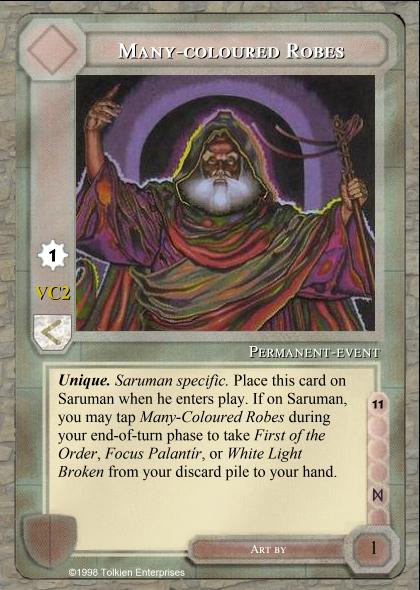 Many-coloured Robes
1
VC2
Permanent-event
Unique. Saruman specific. Place this card on
Saruman when he enters play. If on Saruman,
you may tap Many-Coloured Robes during
your end-of-turn phase to take First of the
Order, Focus Palantír, or White Light
Broken from your discard pile to your hand.
11
Art by
1
©1998 Tolkien Enterprises